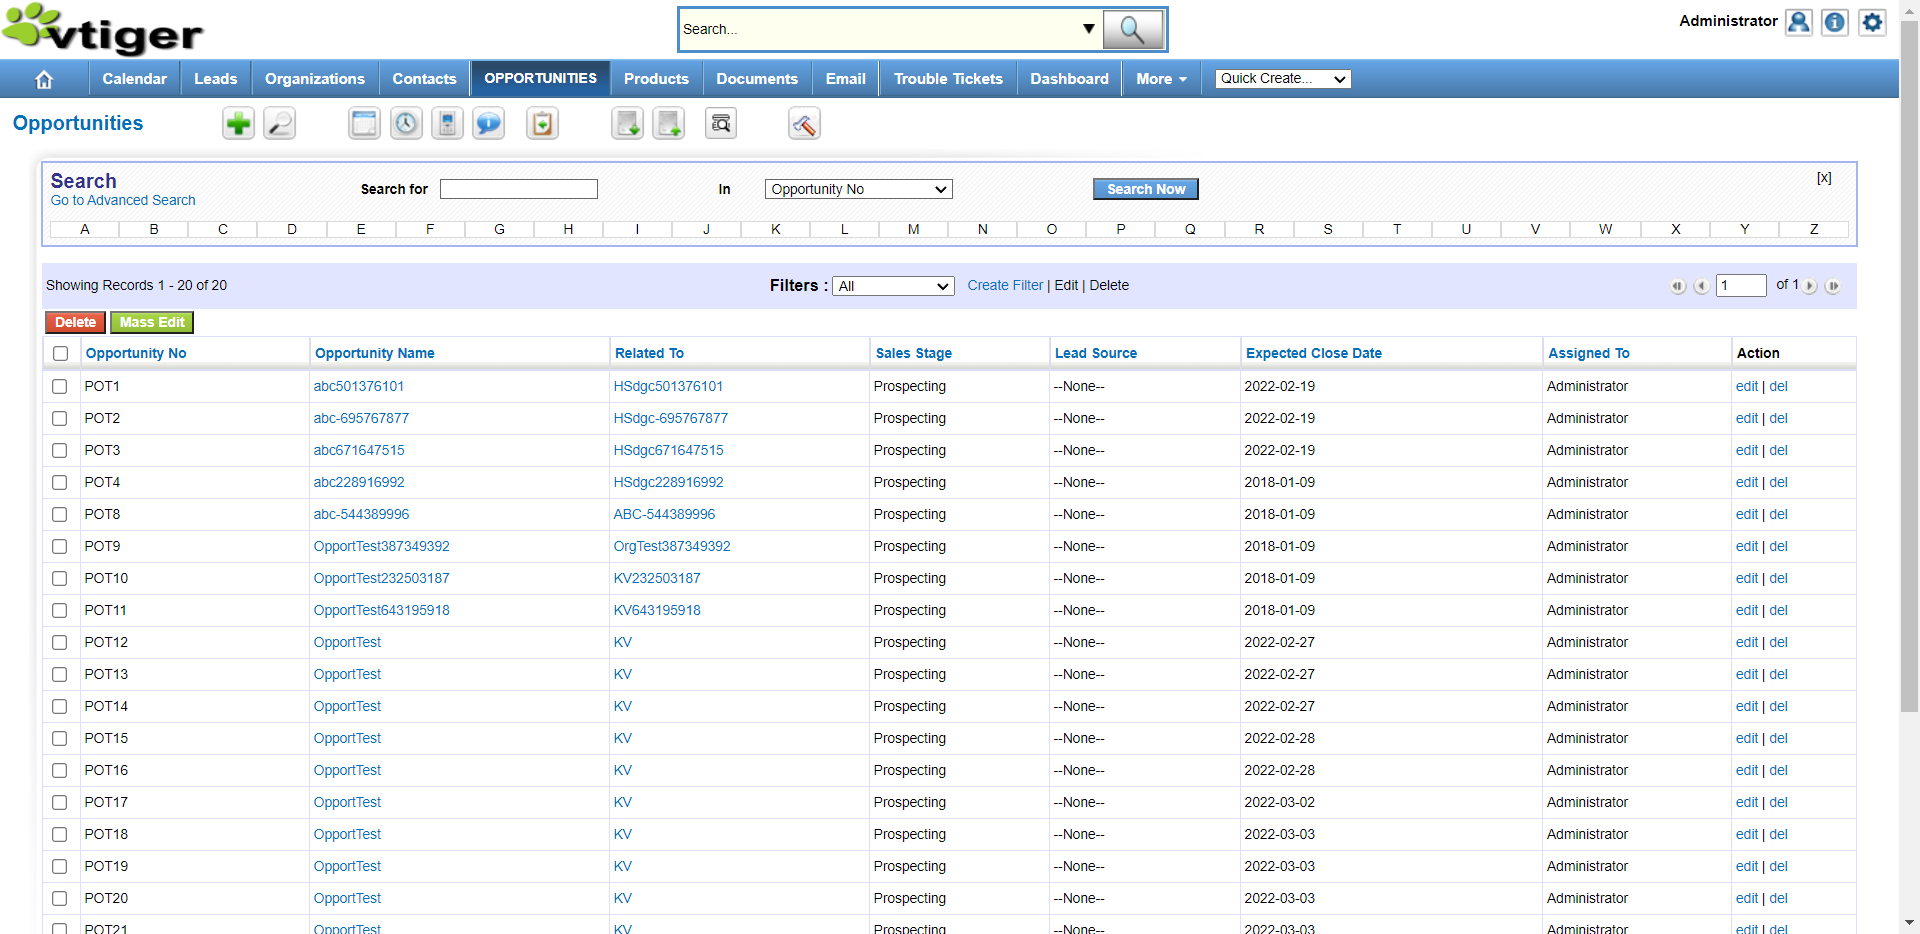 vtiger
Search...
Administrator
Calendar Leads Organizations Contacts OPPORTUNITIES Products Documents Email Trouble Tickets Dashboard More Quick Create...
Opportunities
Search
Go to Advanced Search
Search for In Opportunity No Search Now [x]
A B C D E F G H I J K L M N O P Q R S T U V W X Y Z
Showing Records 1 - 20 of 20 Filters : All Create Filter | Edit | Delete 1 of 1
Delete Mass Edit
Opportunity No Opportunity Name Related To Sales Stage Lead Source Expected Close Date Assigned To Action
POT1 abc501376101 HSdgc501376101 Prospecting --None-- 2022-02-19 Administrator edit | del
POT2 abc-695767877 HSdgc-695767877 Prospecting --None-- 2022-02-19 Administrator edit | del
POT3 abc671647515 HSdgc671647515 Prospecting --None-- 2022-02-19 Administrator edit | del
POT4 abc228916992 HSdgc228916992 Prospecting --None-- 2018-01-09 Administrator edit | del
POT8 abc-544389996 ABC-544389996 Prospecting --None-- 2018-01-09 Administrator edit | del
POT9 OpportTest387349392 OrgTest387349392 Prospecting --None-- 2018-01-09 Administrator edit | del
POT10 OpportTest232503187 KV232503187 Prospecting --None-- 2018-01-09 Administrator edit | del
POT11 OpportTest643195918 KV643195918 Prospecting --None-- 2018-01-09 Administrator edit | del
POT12 OpportTest KV Prospecting --None-- 2022-02-27 Administrator edit | del
POT13 OpportTest KV Prospecting --None-- 2022-02-27 Administrator edit | del
POT14 OpportTest KV Prospecting --None-- 2022-02-27 Administrator edit | del
POT15 OpportTest KV Prospecting --None-- 2022-02-28 Administrator edit | del
POT16 OpportTest KV Prospecting --None-- 2022-02-28 Administrator edit | del
POT17 OpportTest KV Prospecting --None-- 2022-03-02 Administrator edit | del
POT18 OpportTest KV Prospecting --None-- 2022-03-03 Administrator edit | del
POT19 OpportTest KV Prospecting --None-- 2022-03-03 Administrator edit | del
POT20 OpportTest KV Prospecting --None-- 2022-03-03 Administrator edit | del
POT21 OpportTest KV Prospecting --None-- 2022-03-03 Administrator edit | del